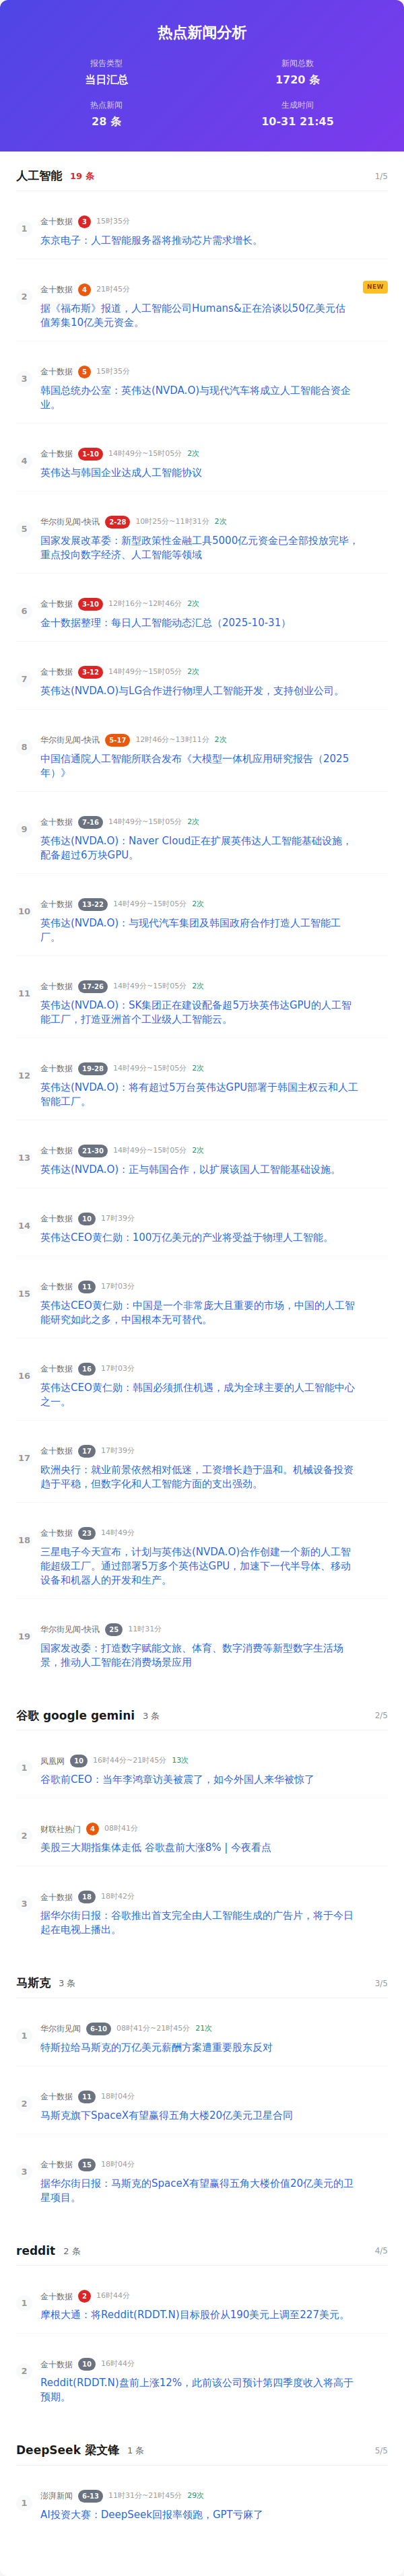 热点新闻分析
报告类型
新闻总数
当日汇总
1720 条
热点新闻
生成时间
28 条
10-31 21:45
人工智能 19 条 1/5
1
金十数据 3 15时35分
东京电子：人工智能服务器将推动芯片需求增长。
2
金十数据 4 21时45分 NEW
据《福布斯》报道，人工智能公司Humans&正在洽谈以50亿美元估
值筹集10亿美元资金。
3
金十数据 5 15时35分
韩国总统办公室：英伟达(NVDA.O)与现代汽车将成立人工智能合资企
业。
4
金十数据 1-10 14时49分~15时05分 2次
英伟达与韩国企业达成人工智能协议
5
华尔街见闻-快讯 2-28 10时25分~11时31分 2次
国家发展改革委：新型政策性金融工具5000亿元资金已全部投放完毕，
重点投向数字经济、人工智能等领域
6
金十数据 3-10 12时16分~12时46分 2次
金十数据整理：每日人工智能动态汇总（2025-10-31）
7
金十数据 3-12 14时49分~15时05分 2次
英伟达(NVDA.O)与LG合作进行物理人工智能开发，支持创业公司。
8
华尔街见闻-快讯 5-17 12时46分~13时11分 2次
中国信通院人工智能所联合发布《大模型一体机应用研究报告（2025
年）》
9
金十数据 7-16 14时49分~15时05分 2次
英伟达(NVDA.O)：Naver Cloud正在扩展英伟达人工智能基础设施，
配备超过6万块GPU。
10
金十数据 13-22 14时49分~15时05分 2次
英伟达(NVDA.O)：与现代汽车集团及韩国政府合作打造人工智能工
厂。
11
金十数据 17-26 14时49分~15时05分 2次
英伟达(NVDA.O)：SK集团正在建设配备超5万块英伟达GPU的人工智
能工厂，打造亚洲首个工业级人工智能云。
12
金十数据 19-28 14时49分~15时05分 2次
英伟达(NVDA.O)：将有超过5万台英伟达GPU部署于韩国主权云和人工
智能工厂。
13
金十数据 21-30 14时49分~15时05分 2次
英伟达(NVDA.O)：正与韩国合作，以扩展该国人工智能基础设施。
14
金十数据 10 17时39分
英伟达CEO黄仁勋：100万亿美元的产业将受益于物理人工智能。
15
金十数据 11 17时03分
英伟达CEO黄仁勋：中国是一个非常庞大且重要的市场，中国的人工智
能研究如此之多，中国根本无可替代。
16
金十数据 16 17时03分
英伟达CEO黄仁勋：韩国必须抓住机遇，成为全球主要的人工智能中心
之一。
17
金十数据 17 17时39分
欧洲央行：就业前景依然相对低迷，工资增长趋于温和。机械设备投资
趋于平稳，但数字化和人工智能方面的支出强劲。
18
金十数据 23 14时49分
三星电子今天宣布，计划与英伟达(NVDA.O)合作创建一个新的人工智
能超级工厂。通过部署5万多个英伟达GPU，加速下一代半导体、移动
设备和机器人的开发和生产。
19
华尔街见闻-快讯 25 11时31分
国家发改委：打造数字赋能文旅、体育、数字消费等新型数字生活场
景，推动人工智能在消费场景应用
谷歌 google gemini 3 条 2/5
1
凤凰网 10 16时44分~21时45分 13次
谷歌前CEO：当年李鸿章访美被震了，如今外国人来华被惊了
2
财联社热门 4 08时41分
美股三大期指集体走低 谷歌盘前大涨8% | 今夜看点
3
金十数据 18 18时42分
据华尔街日报：谷歌推出首支完全由人工智能生成的广告片，将于今日
起在电视上播出。
马斯克 3 条 3/5
1
华尔街见闻 6-10 08时41分~21时45分 21次
特斯拉给马斯克的万亿美元薪酬方案遭重要股东反对
2
金十数据 11 18时04分
马斯克旗下SpaceX有望赢得五角大楼20亿美元卫星合同
3
金十数据 15 18时04分
据华尔街日报：马斯克的SpaceX有望赢得五角大楼价值20亿美元的卫
星项目。
reddit 2 条 4/5
1
金十数据 2 16时44分
摩根大通：将Reddit(RDDT.N)目标股价从190美元上调至227美元。
2
金十数据 10 16时44分
Reddit(RDDT.N)盘前上涨12%，此前该公司预计第四季度收入将高于
预期。
DeepSeek 梁文锋 1 条 5/5
1
澎湃新闻 6-13 11时31分~21时45分 29次
AI投资大赛：DeepSeek回报率领跑，GPT亏麻了